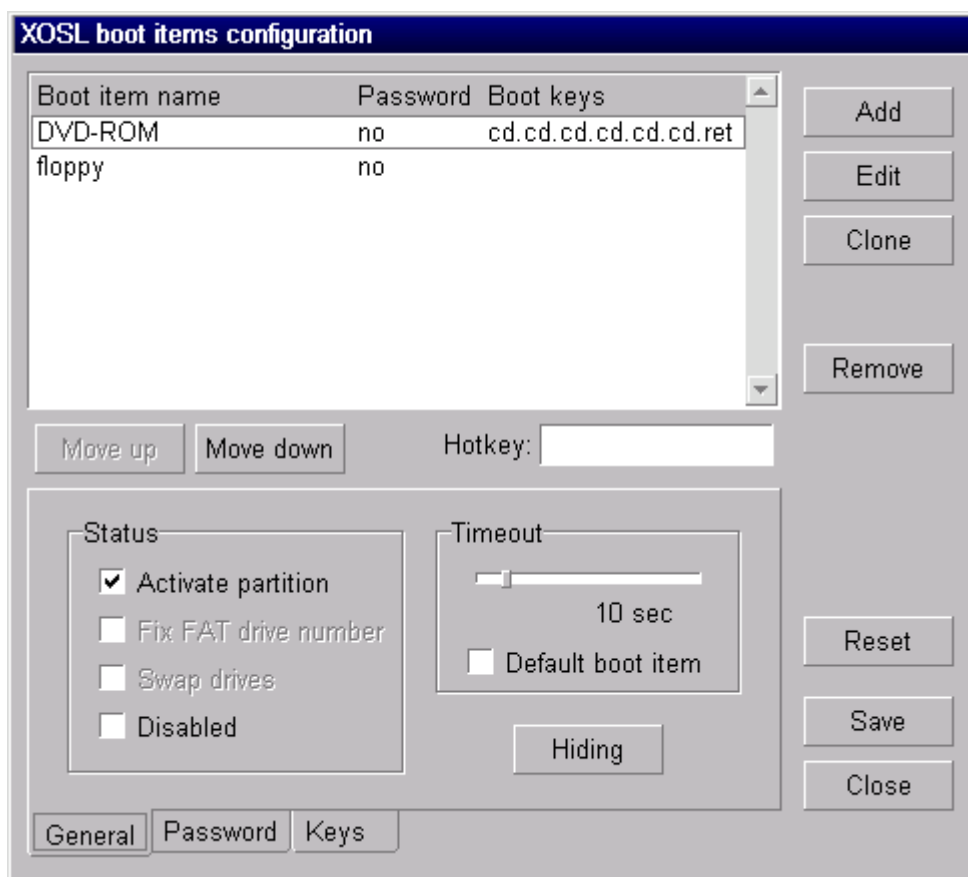 XOSL boot items configuration
Boot item name Password Boot keys
DVD-ROM no cd.cd.cd.cd.cd.cd.ret
floppy no
Add
Edit
Clone
Remove
Move up Move down Hotkey:
Status
Activate partition
Fix FAT drive number
Swap drives
Disabled
Timeout
10 sec
Default boot item
Hiding
Reset
Save
Close
General Password Keys